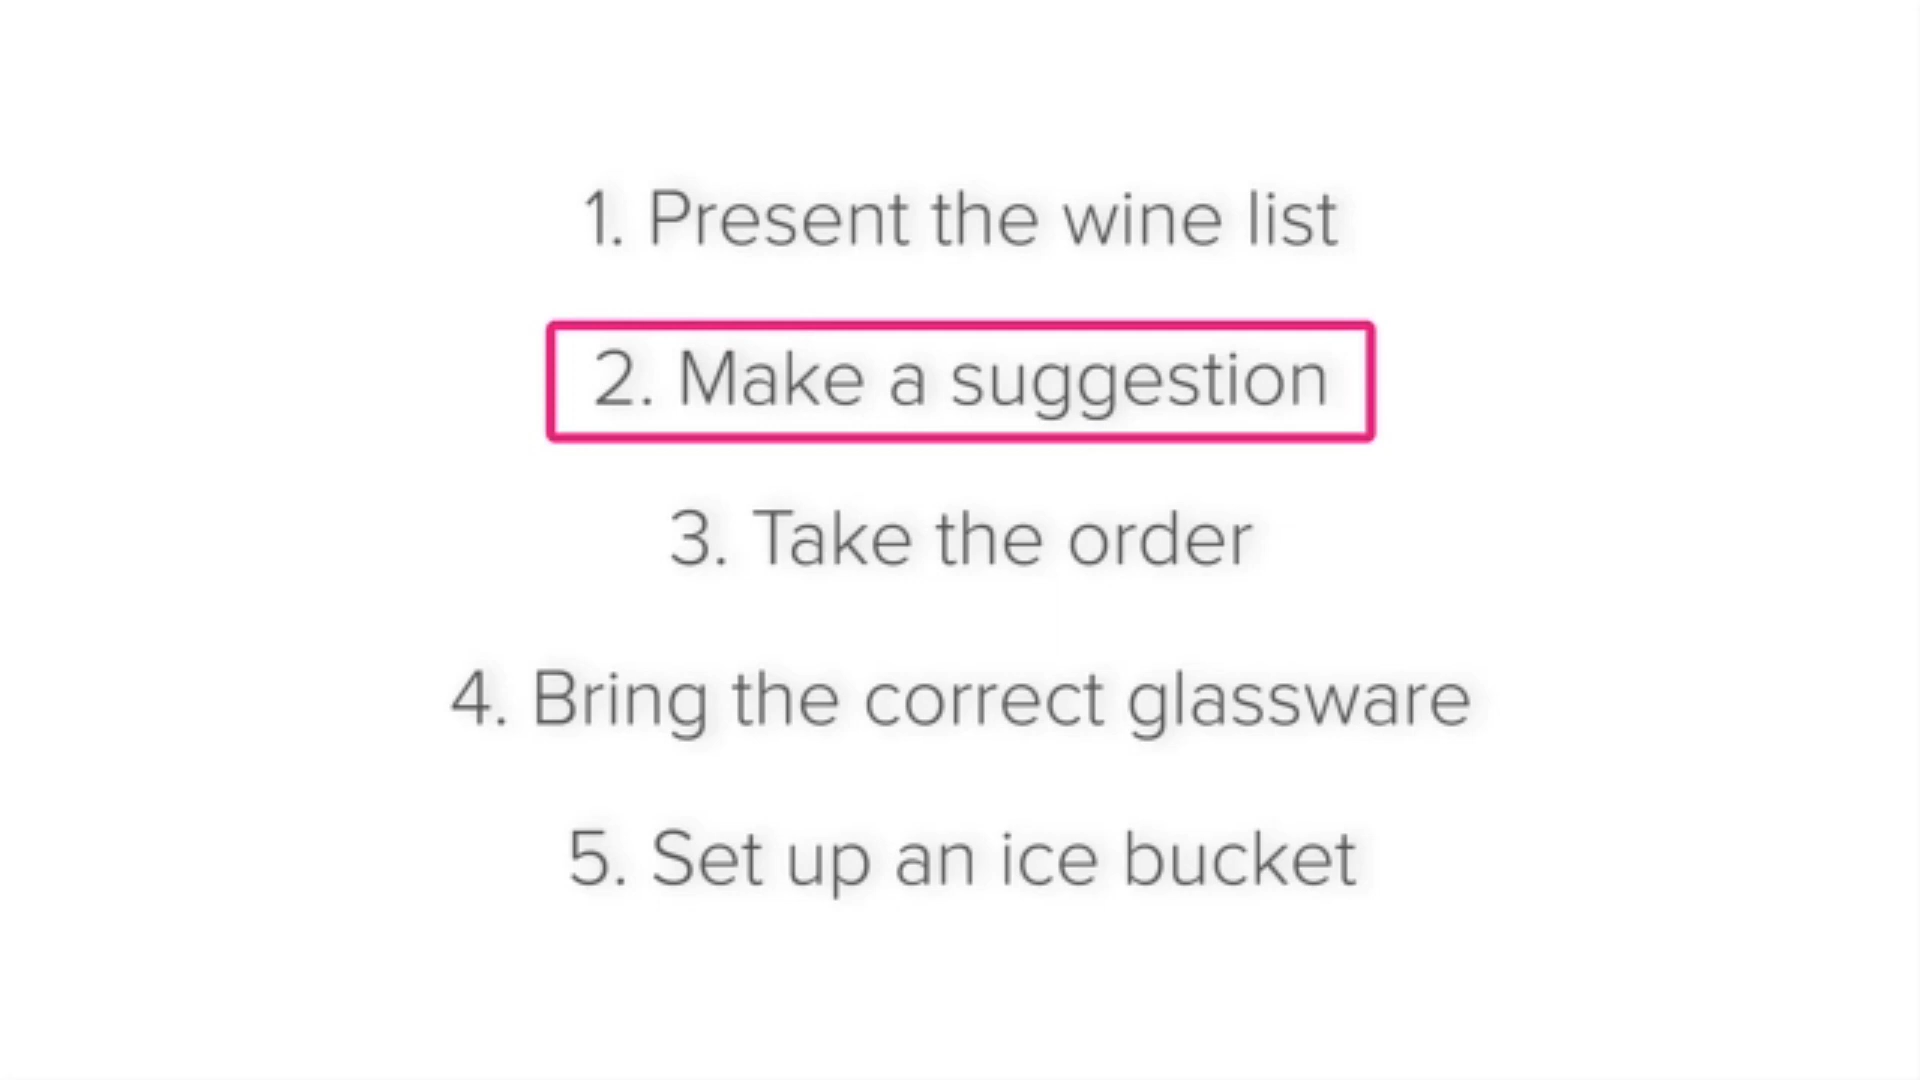 1. Present the wine list
2. Make a suggestion
3. Take the order
4. Bring the correct glassware
5. Set up an ice bucket